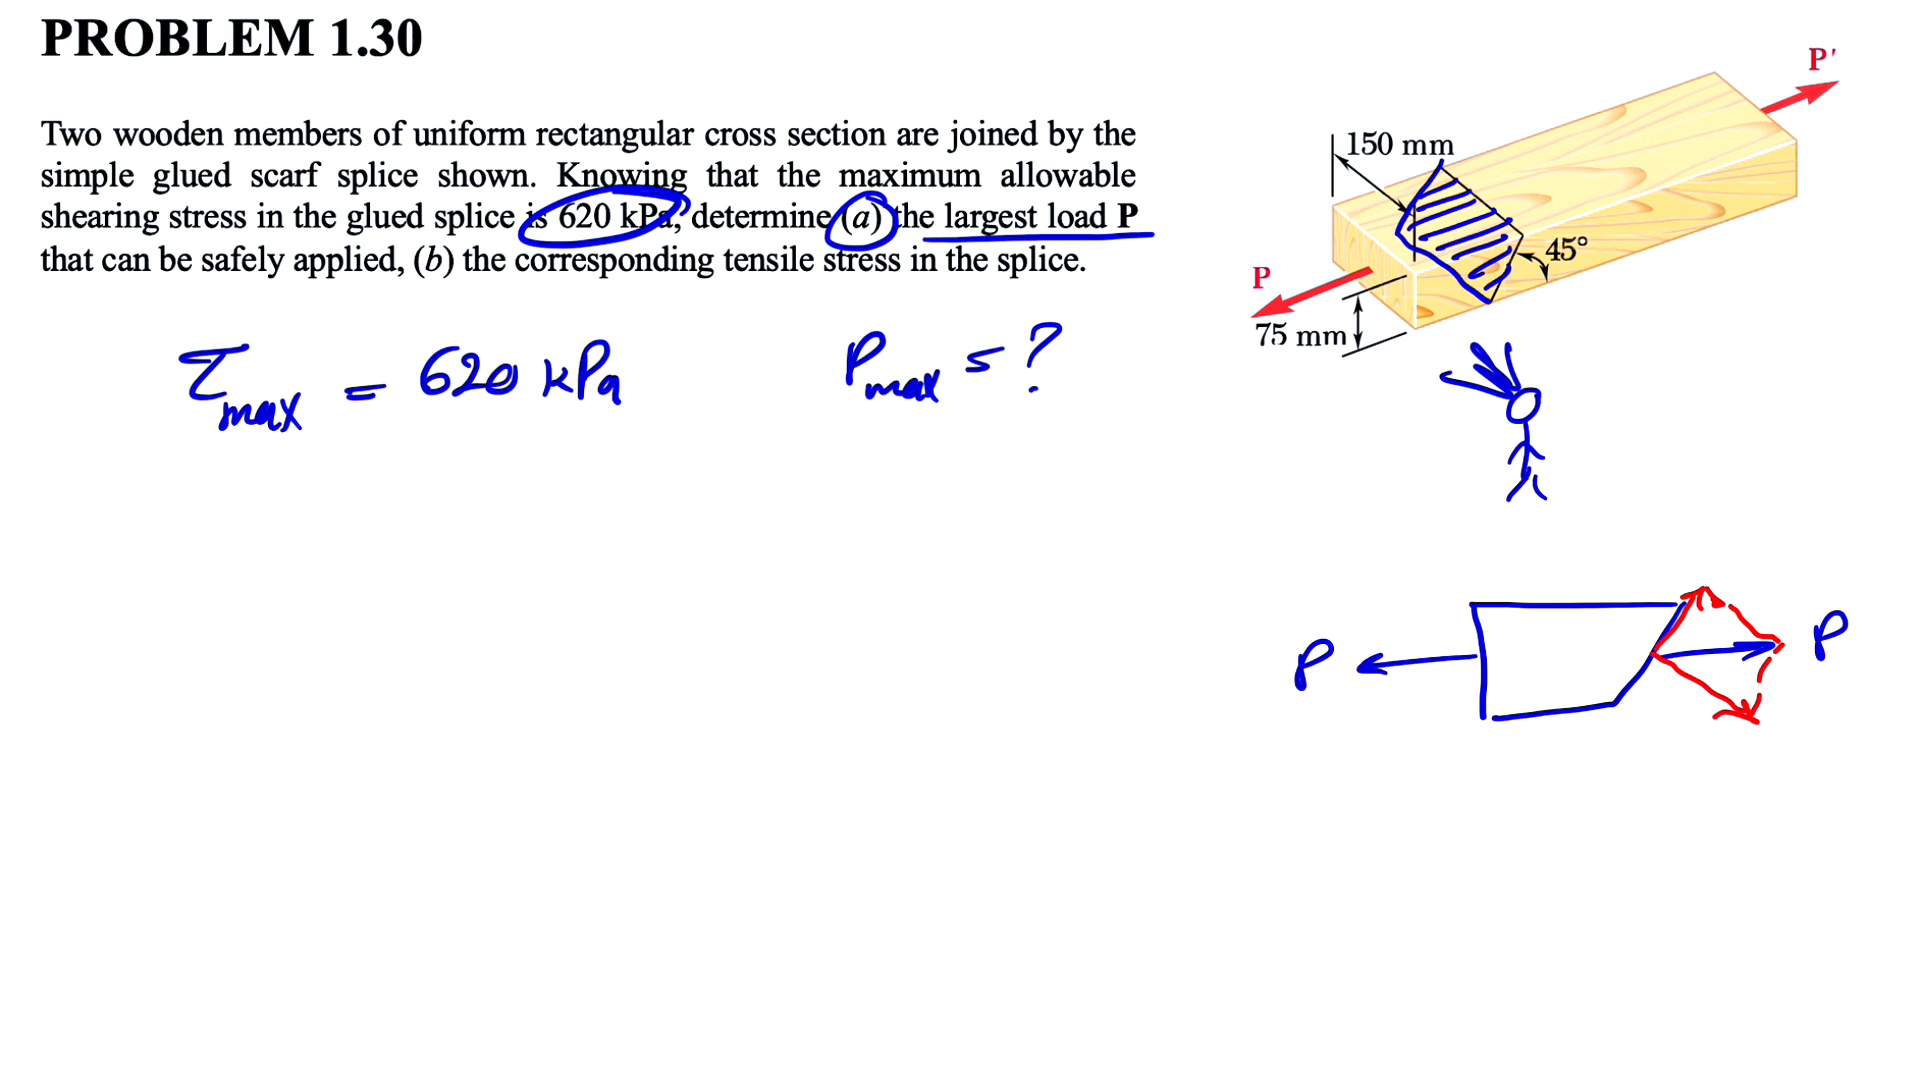 PROBLEM 1.30
Two wooden members of uniform rectangular cross section are joined by the
simple glued scarf splice shown. Knowing that the maximum allowable
shearing stress in the glued splice is 620 kPa, determine (a) the largest load P
that can be safely applied, (b) the corresponding tensile stress in the splice.
P'
150 mm
45°
P
75 mm
τmax = 620 kPa
Pmax = ?
P
P